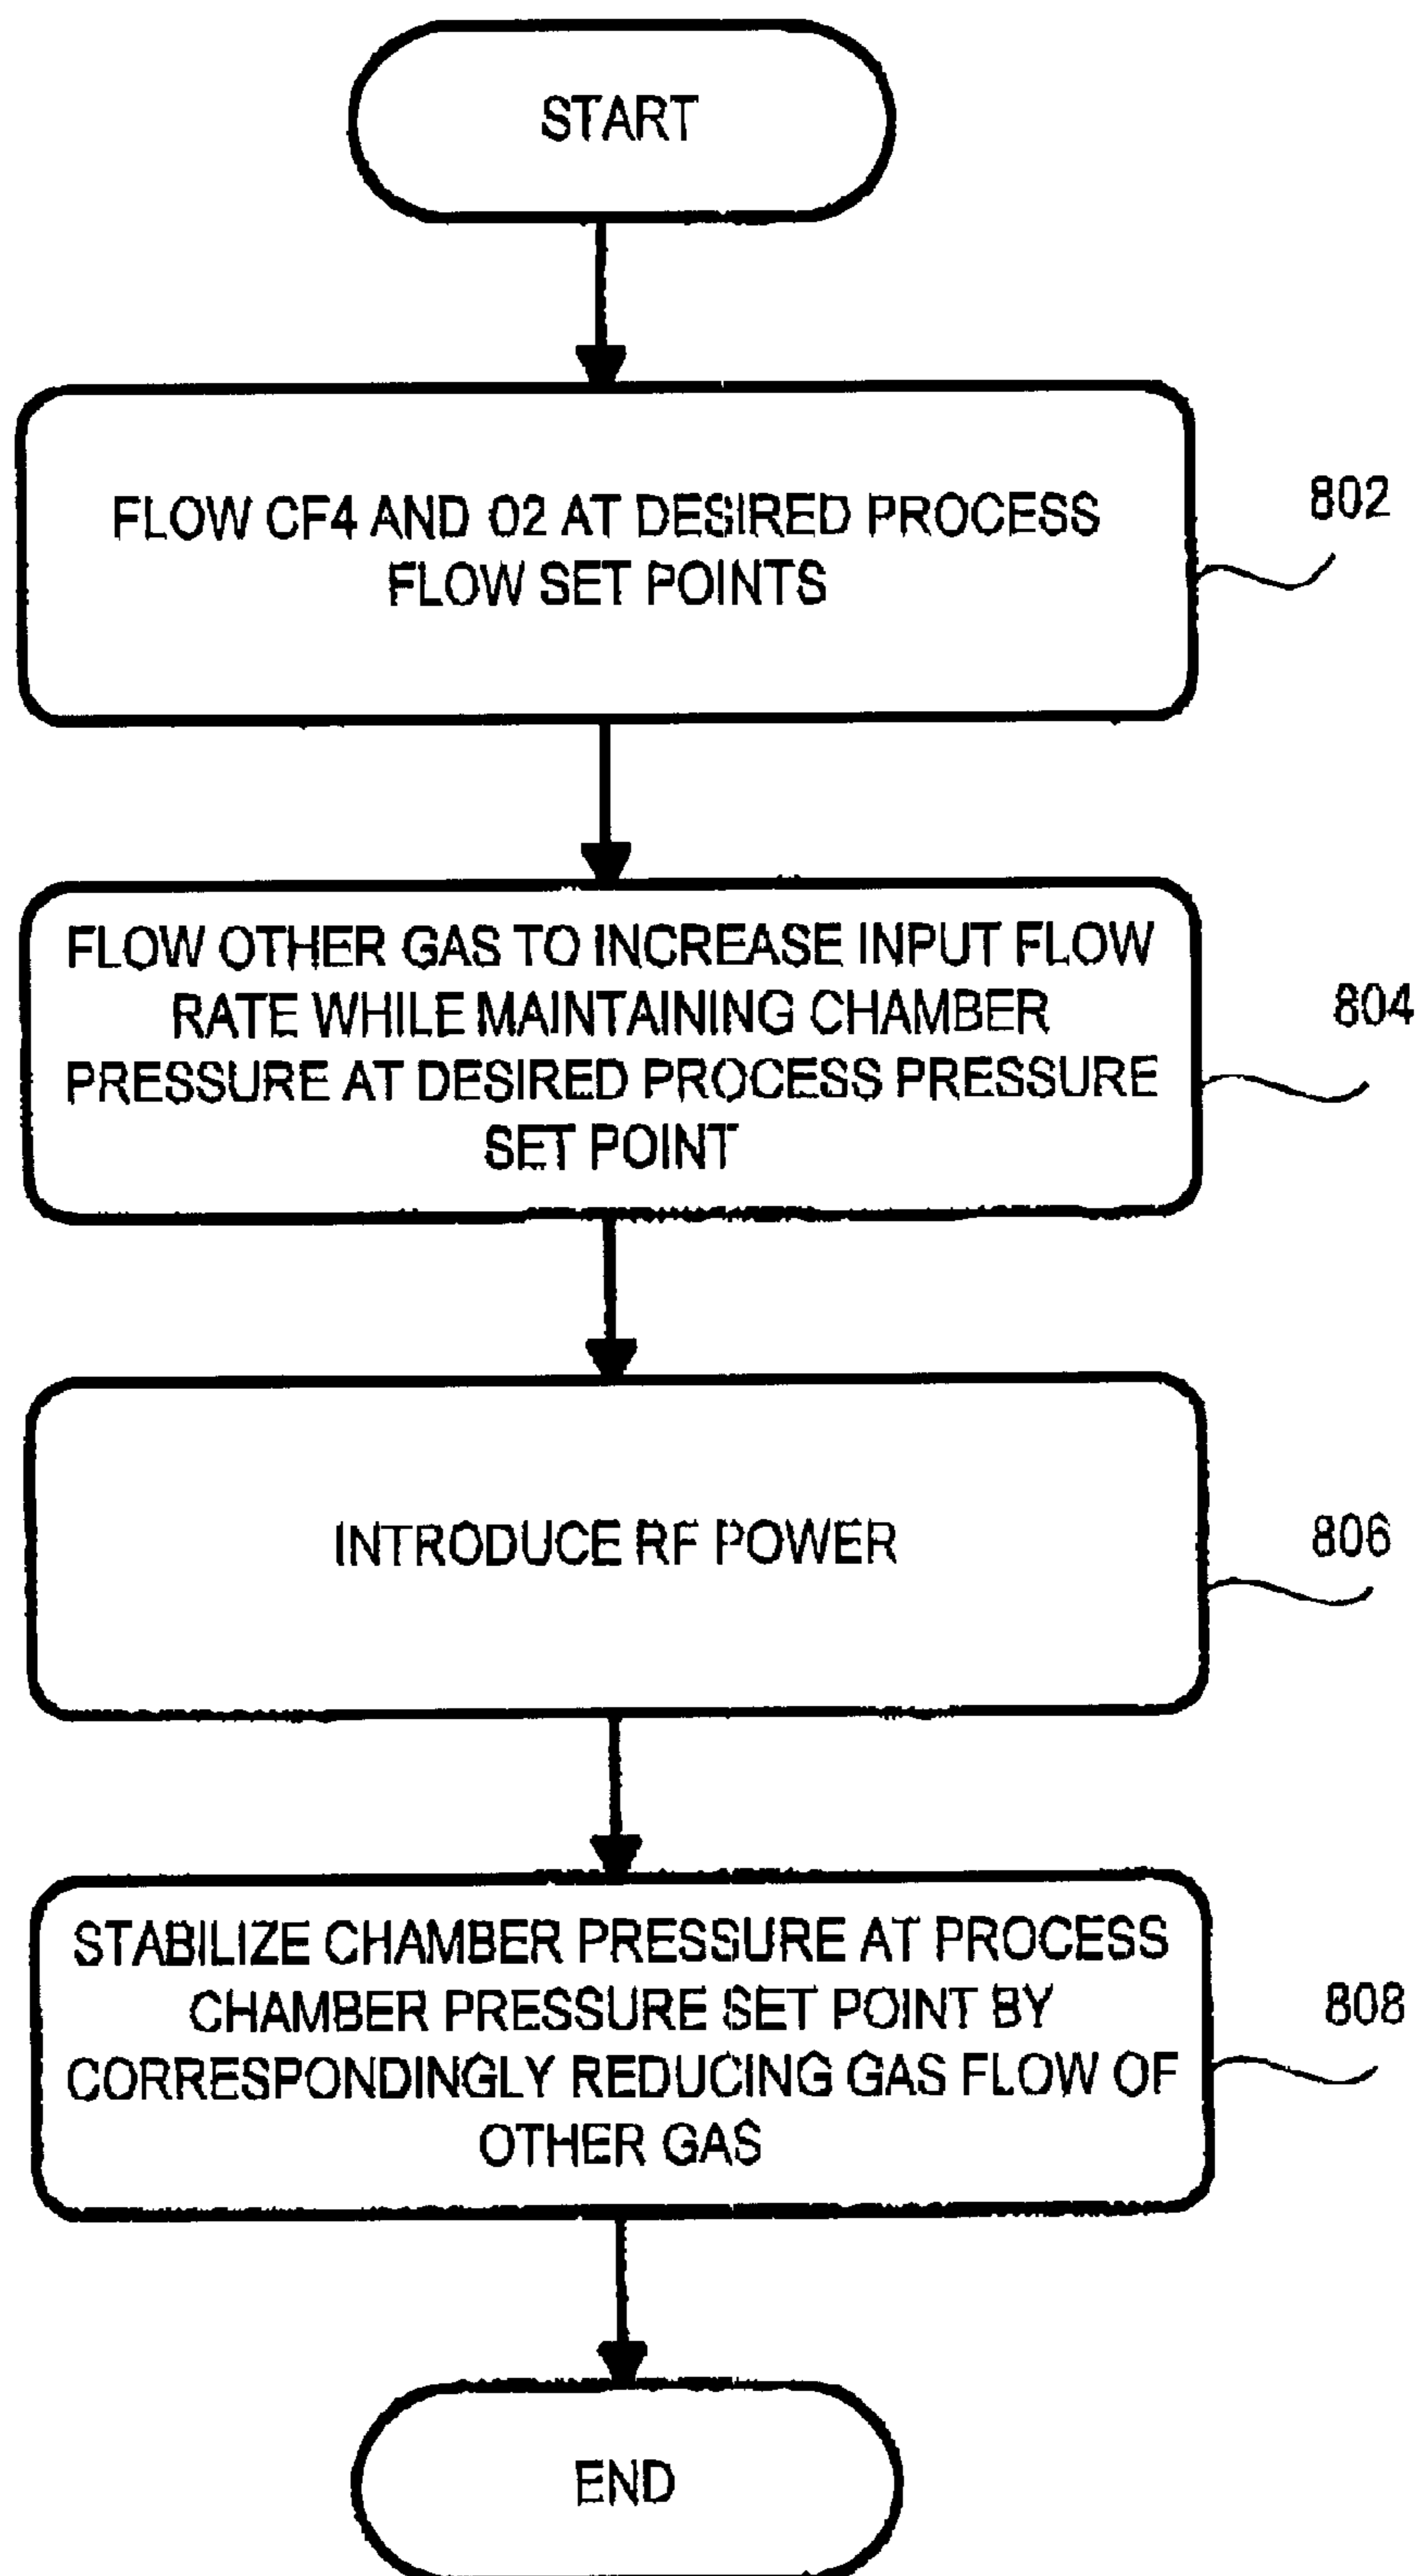 START
FLOW CF4 AND O2 AT DESIRED PROCESS
FLOW SET POINTS
802
FLOW OTHER GAS TO INCREASE INPUT FLOW
RATE WHILE MAINTAINING CHAMBER
PRESSURE AT DESIRED PROCESS PRESSURE
SET POINT
804
INTRODUCE RF POWER
806
STABILIZE CHAMBER PRESSURE AT PROCESS
CHAMBER PRESSURE SET POINT BY
CORRESPONDINGLY REDUCING GAS FLOW OF
OTHER GAS
808
END